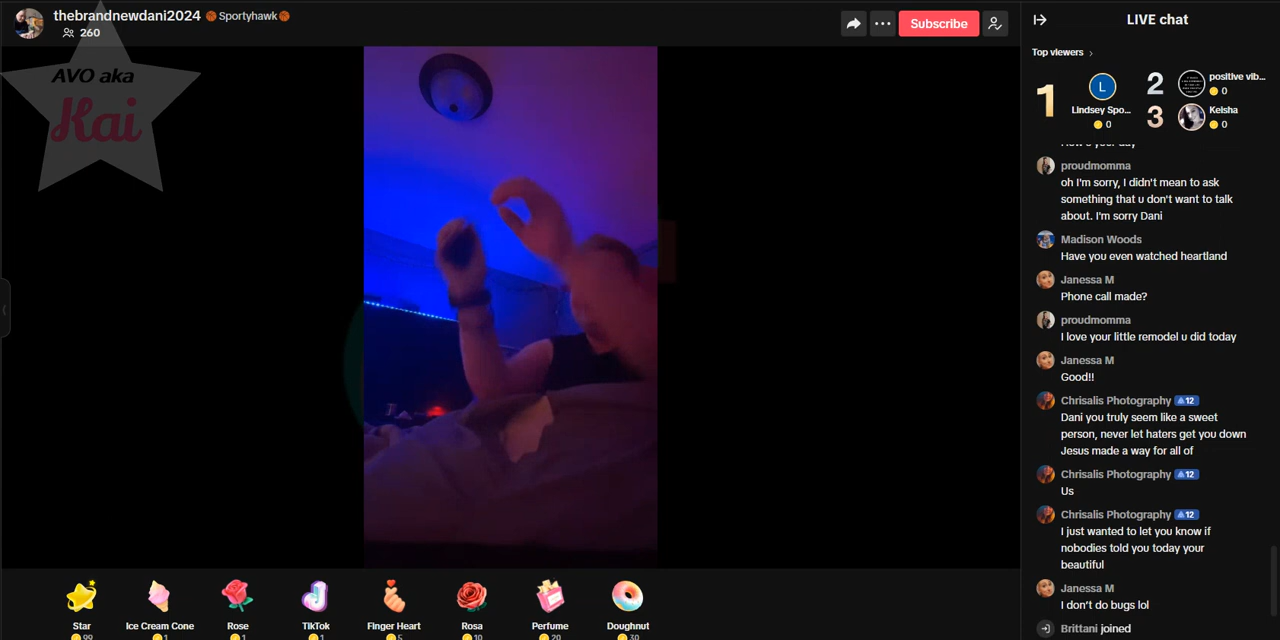 thebrandnewdani2024 🏀 Sportyhawk🏀
260
Subscribe
AVO aka
Kai
LIVE chat
Top viewers
1
L
Lindsey Spo...
0
2
positive vib...
0
3
Keisha
0
proudmomma
oh I'm sorry, I didn't mean to ask
something that u don't want to talk
about. I'm sorry Dani
Madison Woods
Have you even watched heartland
Janessa M
Phone call made?
proudmomma
I love your little remodel u did today
Janessa M
Good!!
Chrisalis Photography 12
Dani you truly seem like a sweet
person, never let haters get you down
Jesus made a way for all of
Chrisalis Photography 12
Us
Chrisalis Photography 12
I just wanted to let you know if
nobodies told you today your
beautiful
Janessa M
I don't do bugs lol
Brittani joined
Star
99
Ice Cream Cone
1
Rose
1
TikTok
1
Finger Heart
5
Rosa
10
Perfume
20
Doughnut
30